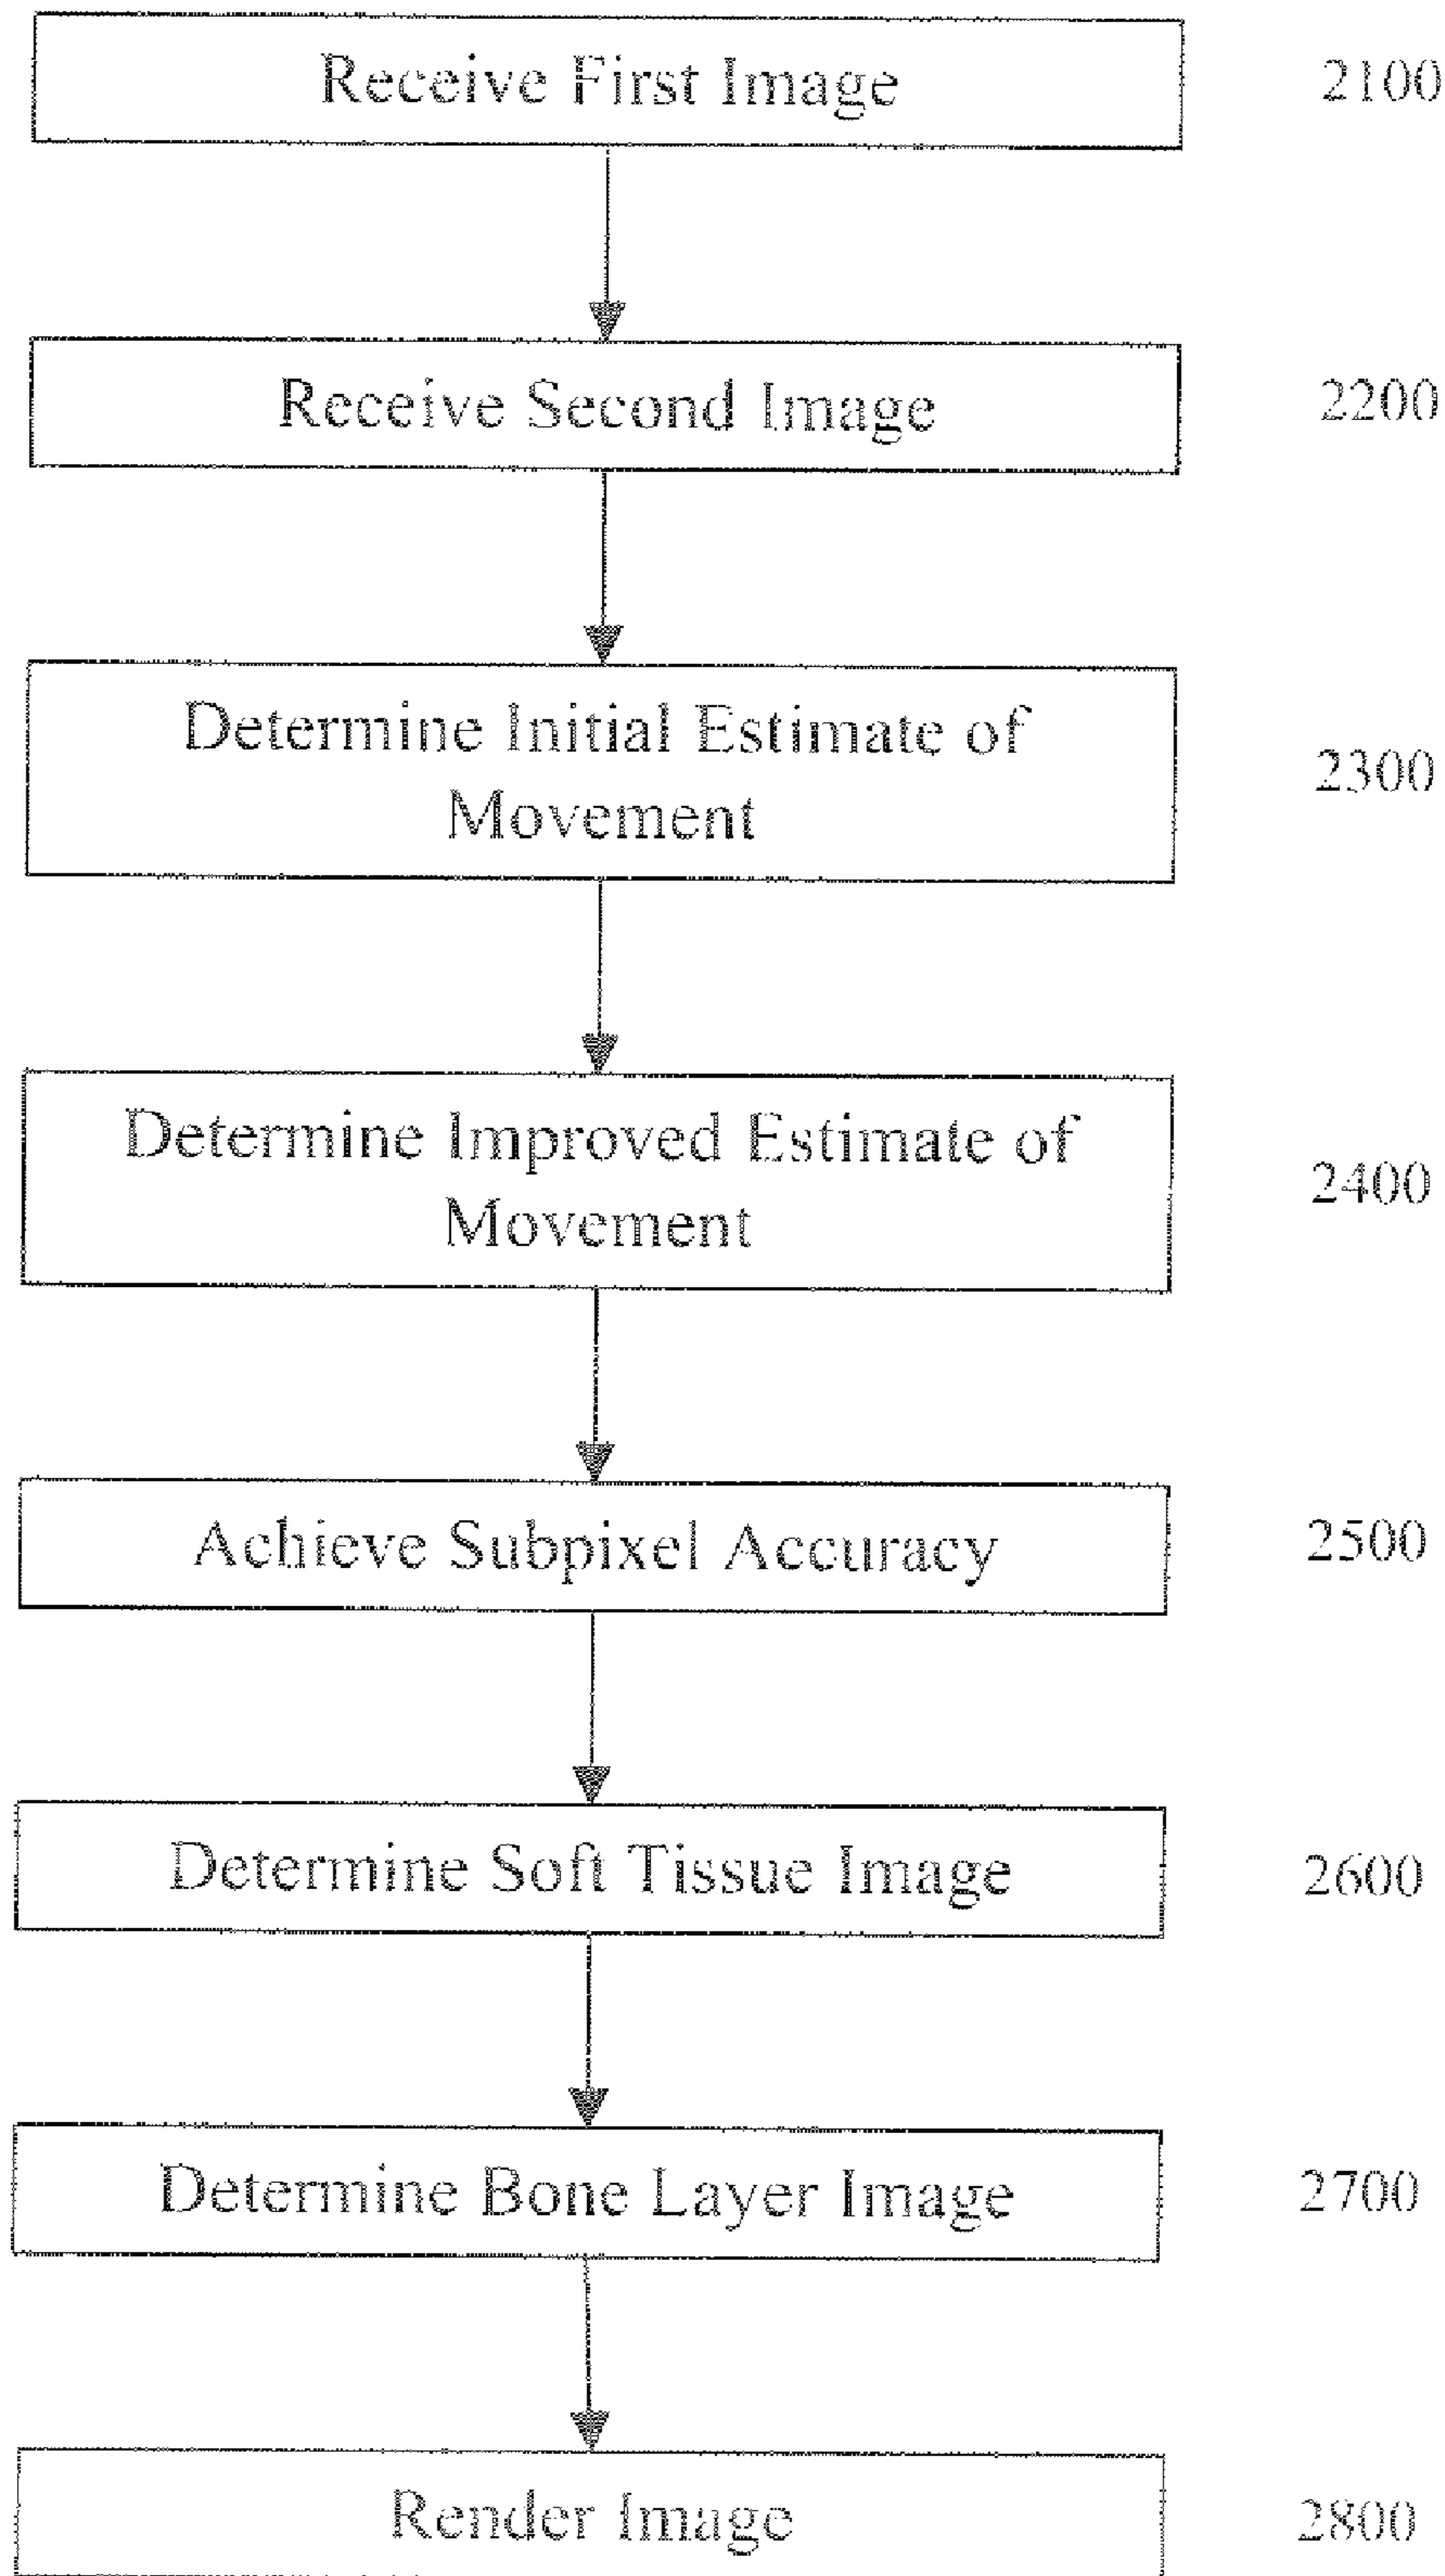 Receive First Image 2100
Receive Second Image 2200
Determine Initial Estimate of
Movement 2300
Determine Improved Estimate of
Movement 2400
Achieve Subpixel Accuracy 2500
Determine Soft Tissue Image 2600
Determine Bone Layer Image 2700
Render Image 2800